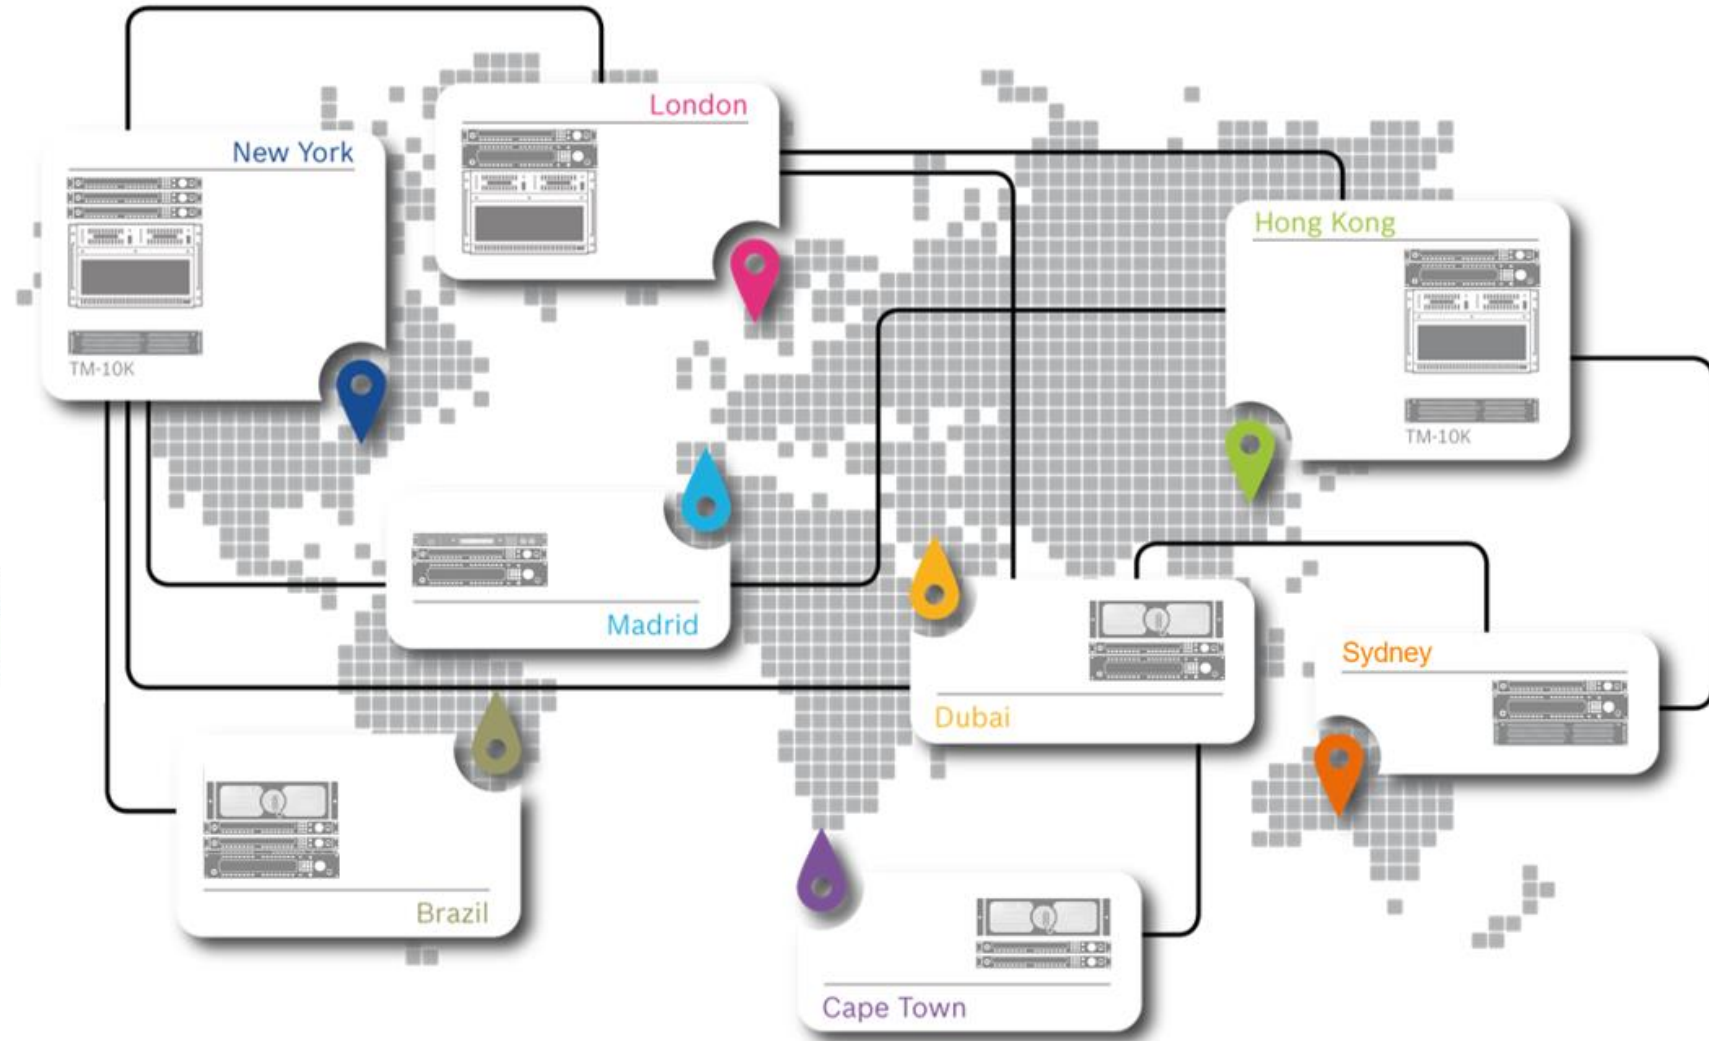 London
New York
TM-10K
Hong Kong
TM-10K
Madrid
Dubai
Sydney
Brazil
Cape Town